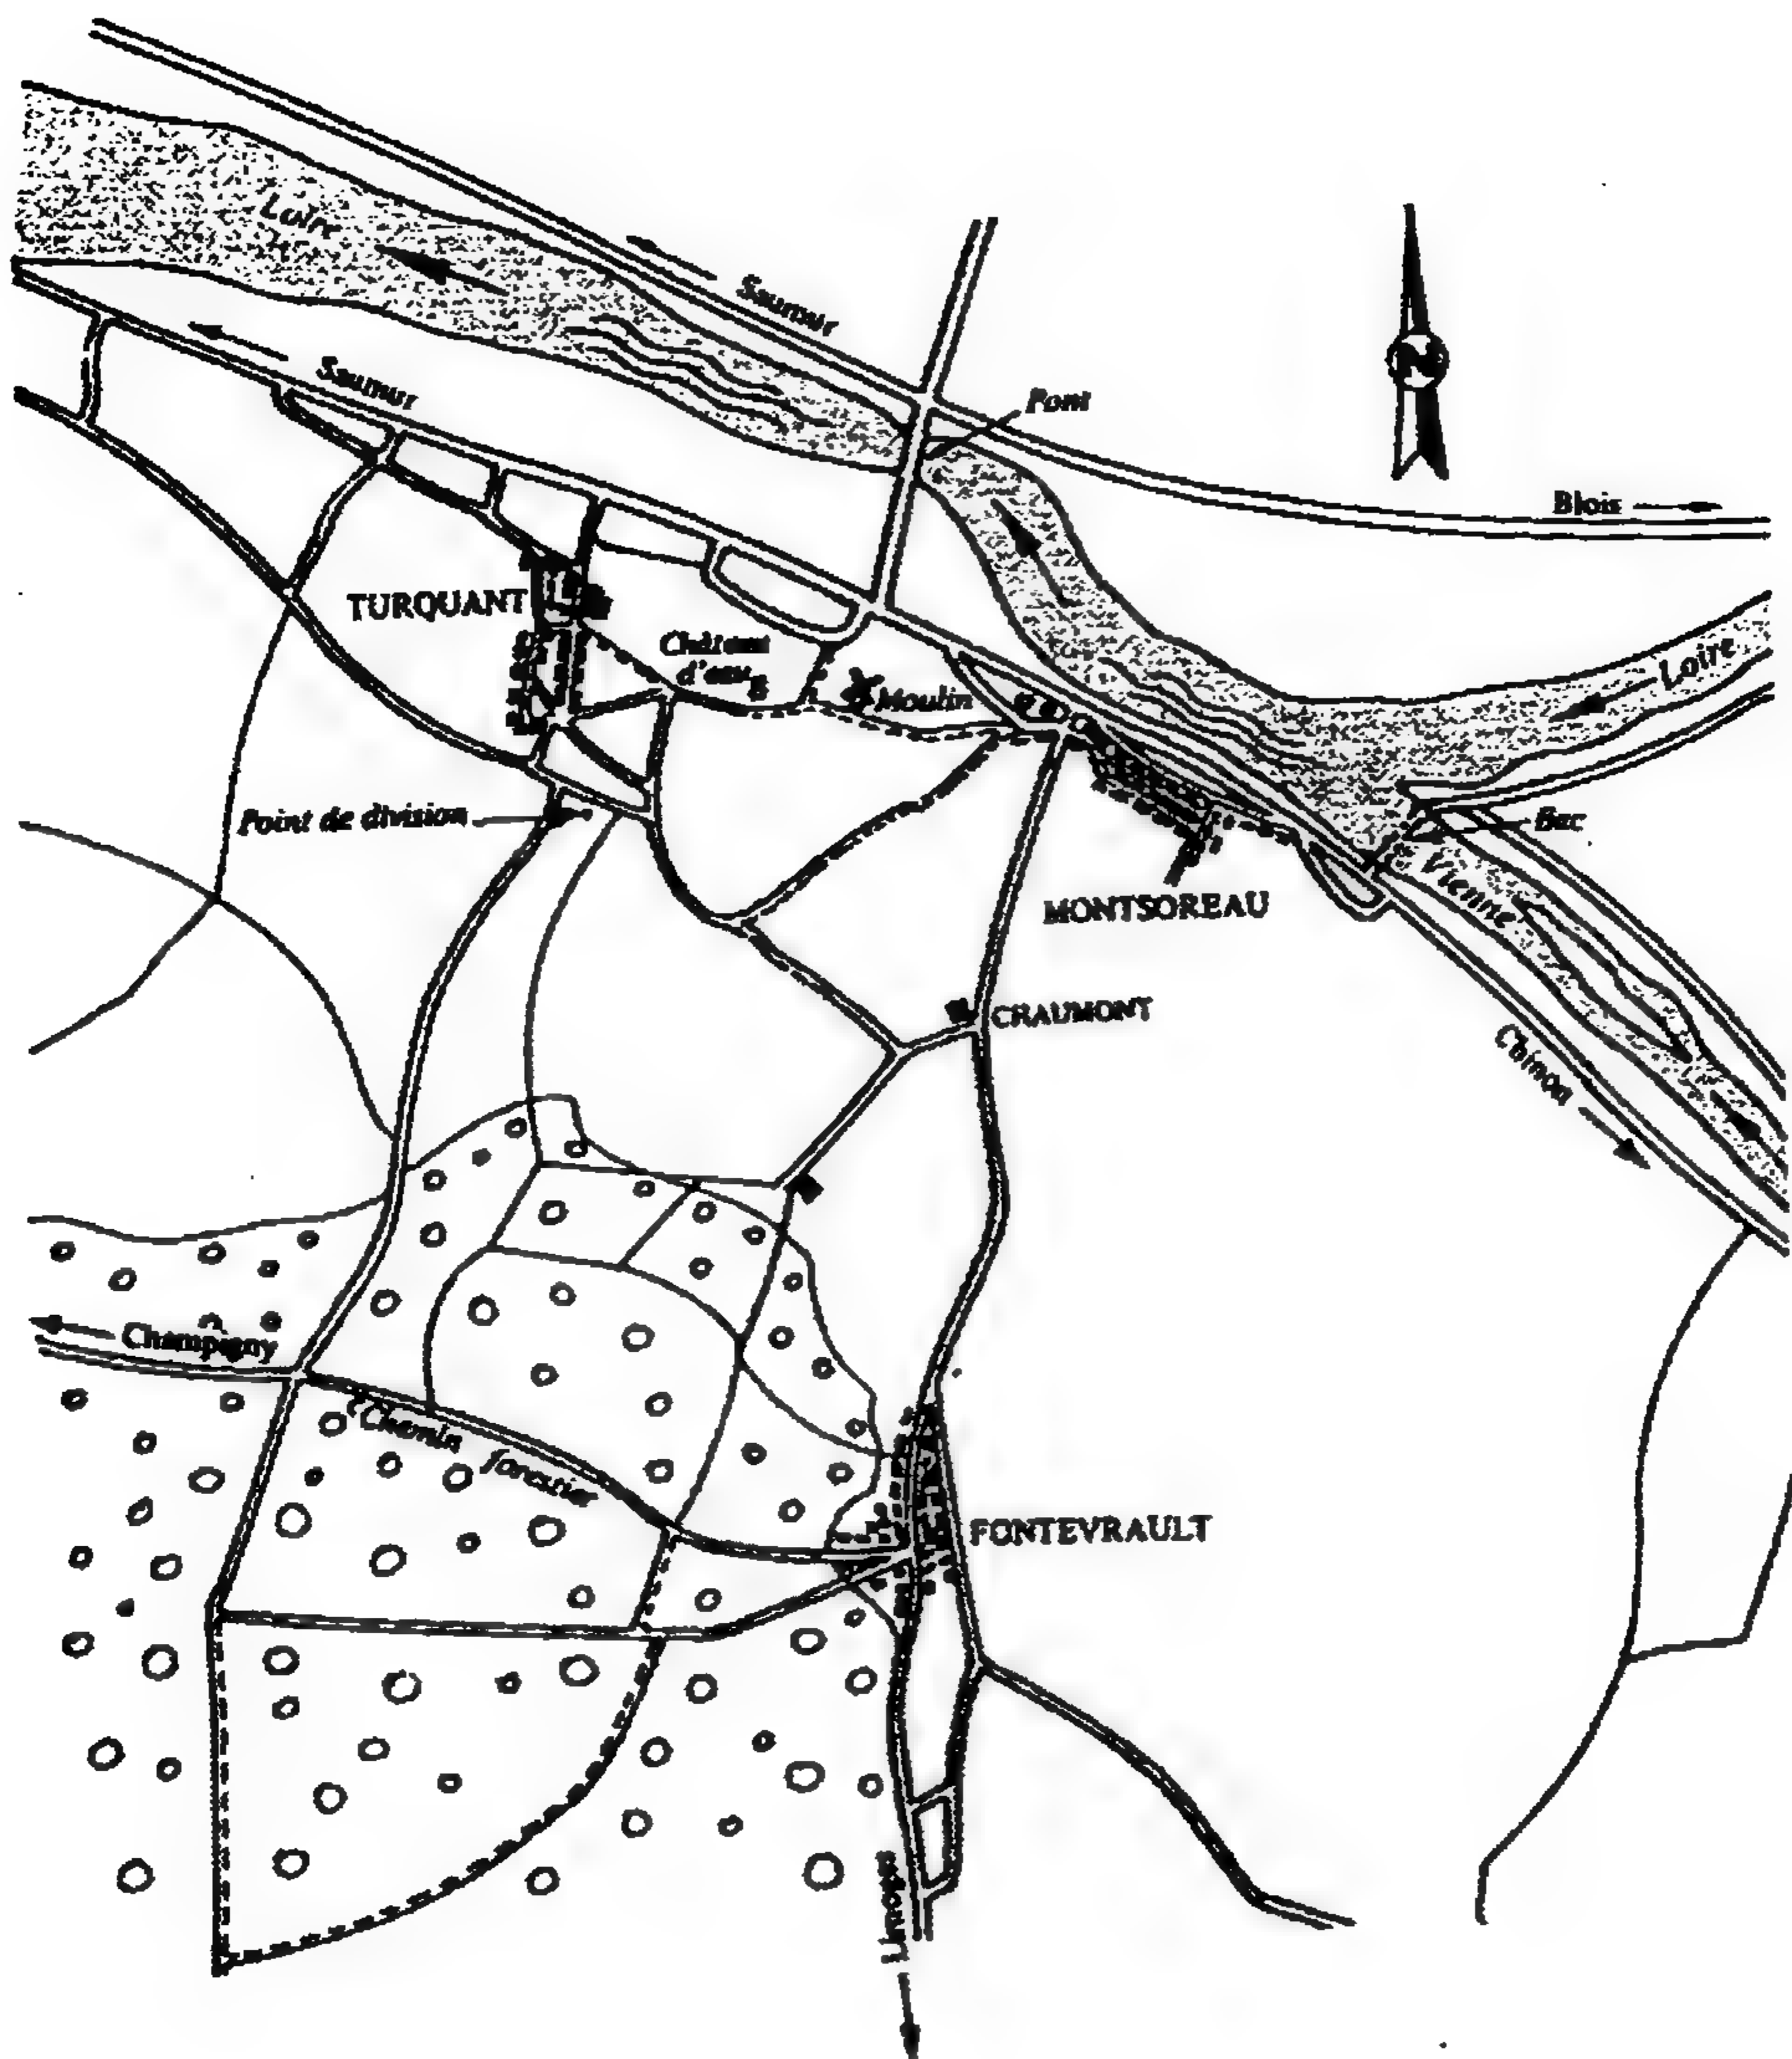 Loire
Saumur
Saumur
Pont
Blois
TURQUANT
Château
d'eau
Moulin
Loire
Point de division
Bac
Vienne
MONTSOREAU
CHAUMONT
Chinon
Champigny
Chemin
forestier
FONTEVRAULT